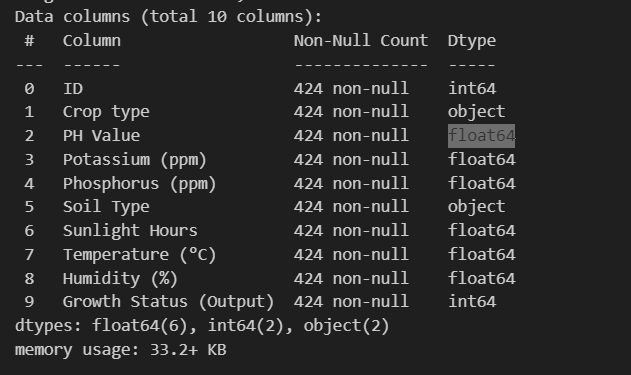 Data columns (total 10 columns):
 #   Column                   Non-Null Count  Dtype
---  ------                   --------------  -----
 0   ID                       424 non-null    int64
 1   Crop type                424 non-null    object
 2   PH Value                 424 non-null    float64
 3   Potassium (ppm)          424 non-null    float64
 4   Phosphorus (ppm)         424 non-null    float64
 5   Soil Type                424 non-null    object
 6   Sunlight Hours           424 non-null    float64
 7   Temperature (°C)         424 non-null    float64
 8   Humidity (%)             424 non-null    float64
 9   Growth Status (Output)   424 non-null    int64
dtypes: float64(6), int64(2), object(2)
memory usage: 33.2+ KB